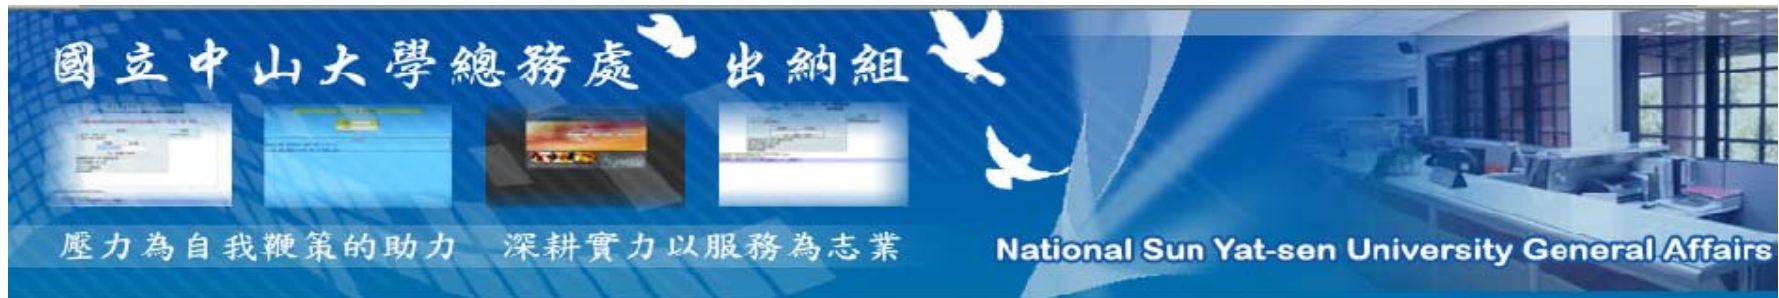 國立中山大學總務處 出納組
壓力為自我鞭策的助力 深耕實力以服務為志業
National Sun Yat-sen University General Affairs